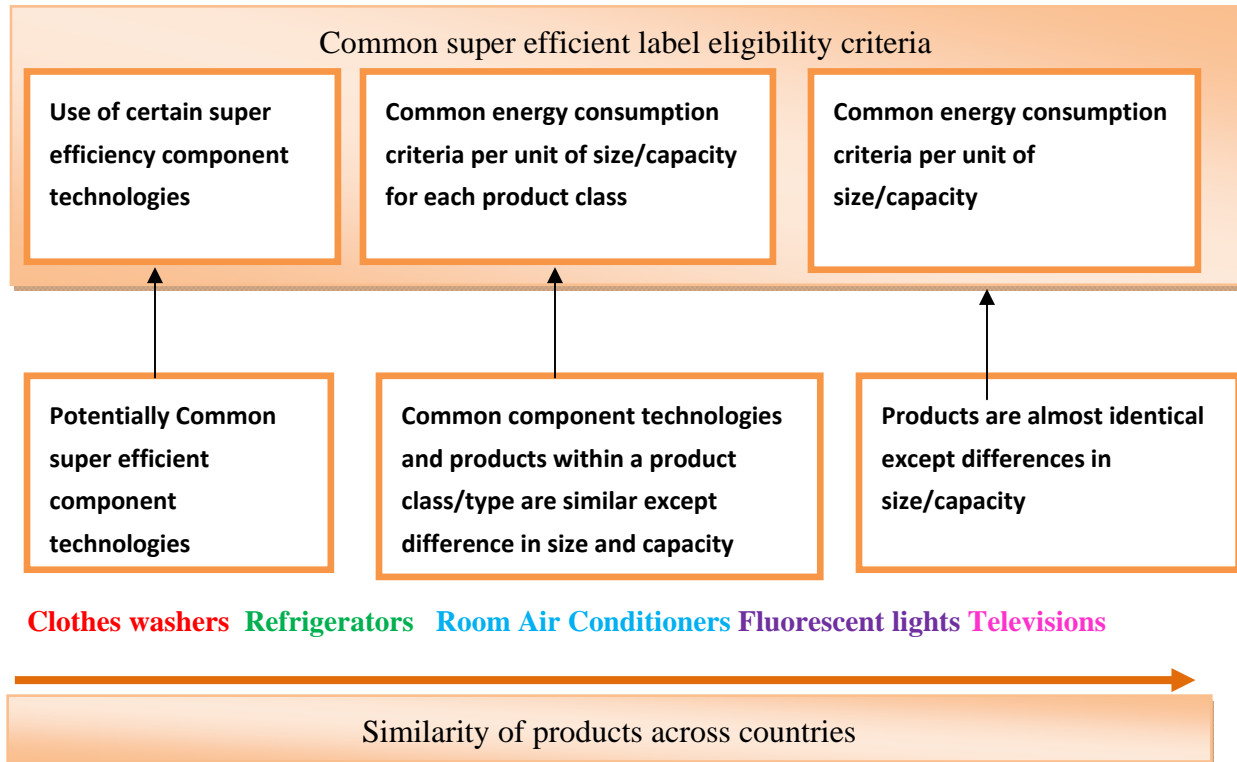 Common super efficient label eligibility criteria
Use of certain super
efficiency component
technologies
Common energy consumption
criteria per unit of size/capacity
for each product class
Common energy consumption
criteria per unit of
size/capacity
Potentially Common
super efficient
component
technologies
Common component technologies
and products within a product
class/type are similar except
difference in size and capacity
Products are almost identical
except differences in
size/capacity
Clothes washers Refrigerators Room Air Conditioners Fluorescent lights Televisions
Similarity of products across countries